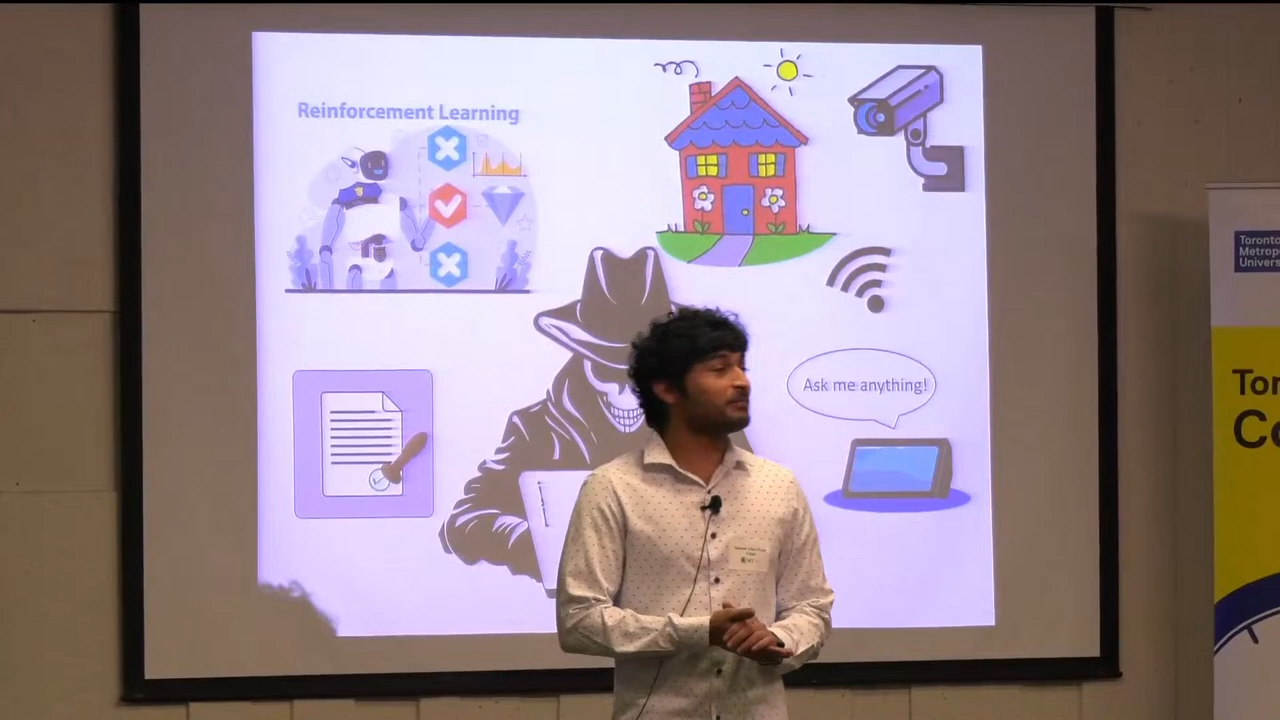 Reinforcement Learning
Ask me anything!
Toronto
Metrop
Univers
Tor
Co